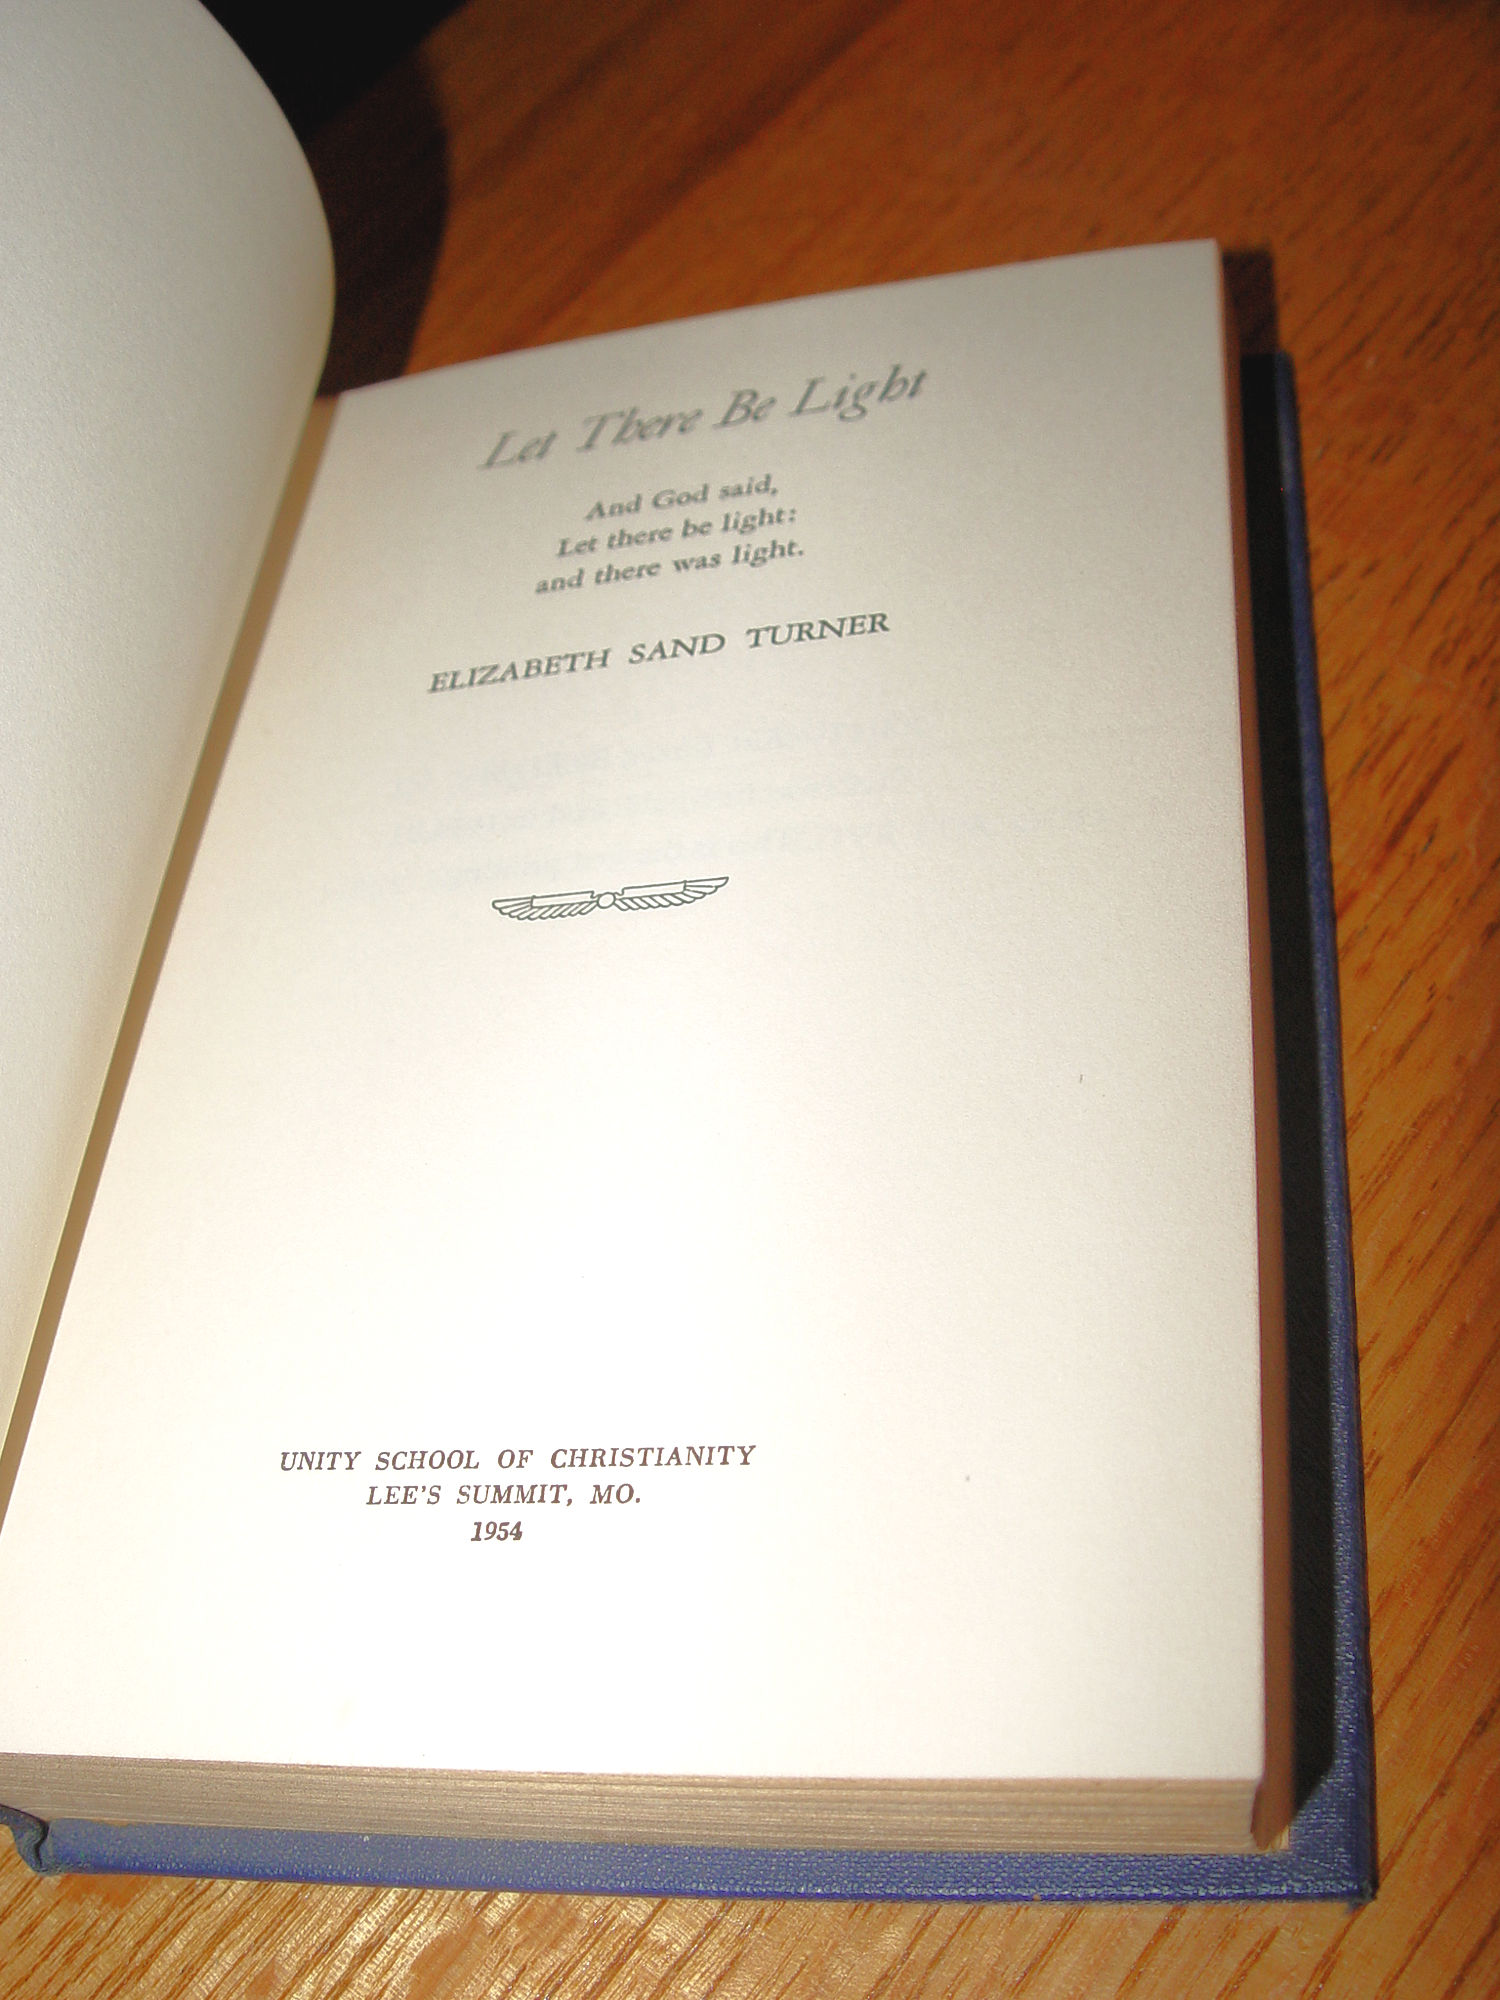 Let There Be Light
And God said,
Let there be light:
and there was light.
ELIZABETH SAND TURNER
UNITY SCHOOL OF CHRISTIANITY
LEE'S SUMMIT, MO.
1954